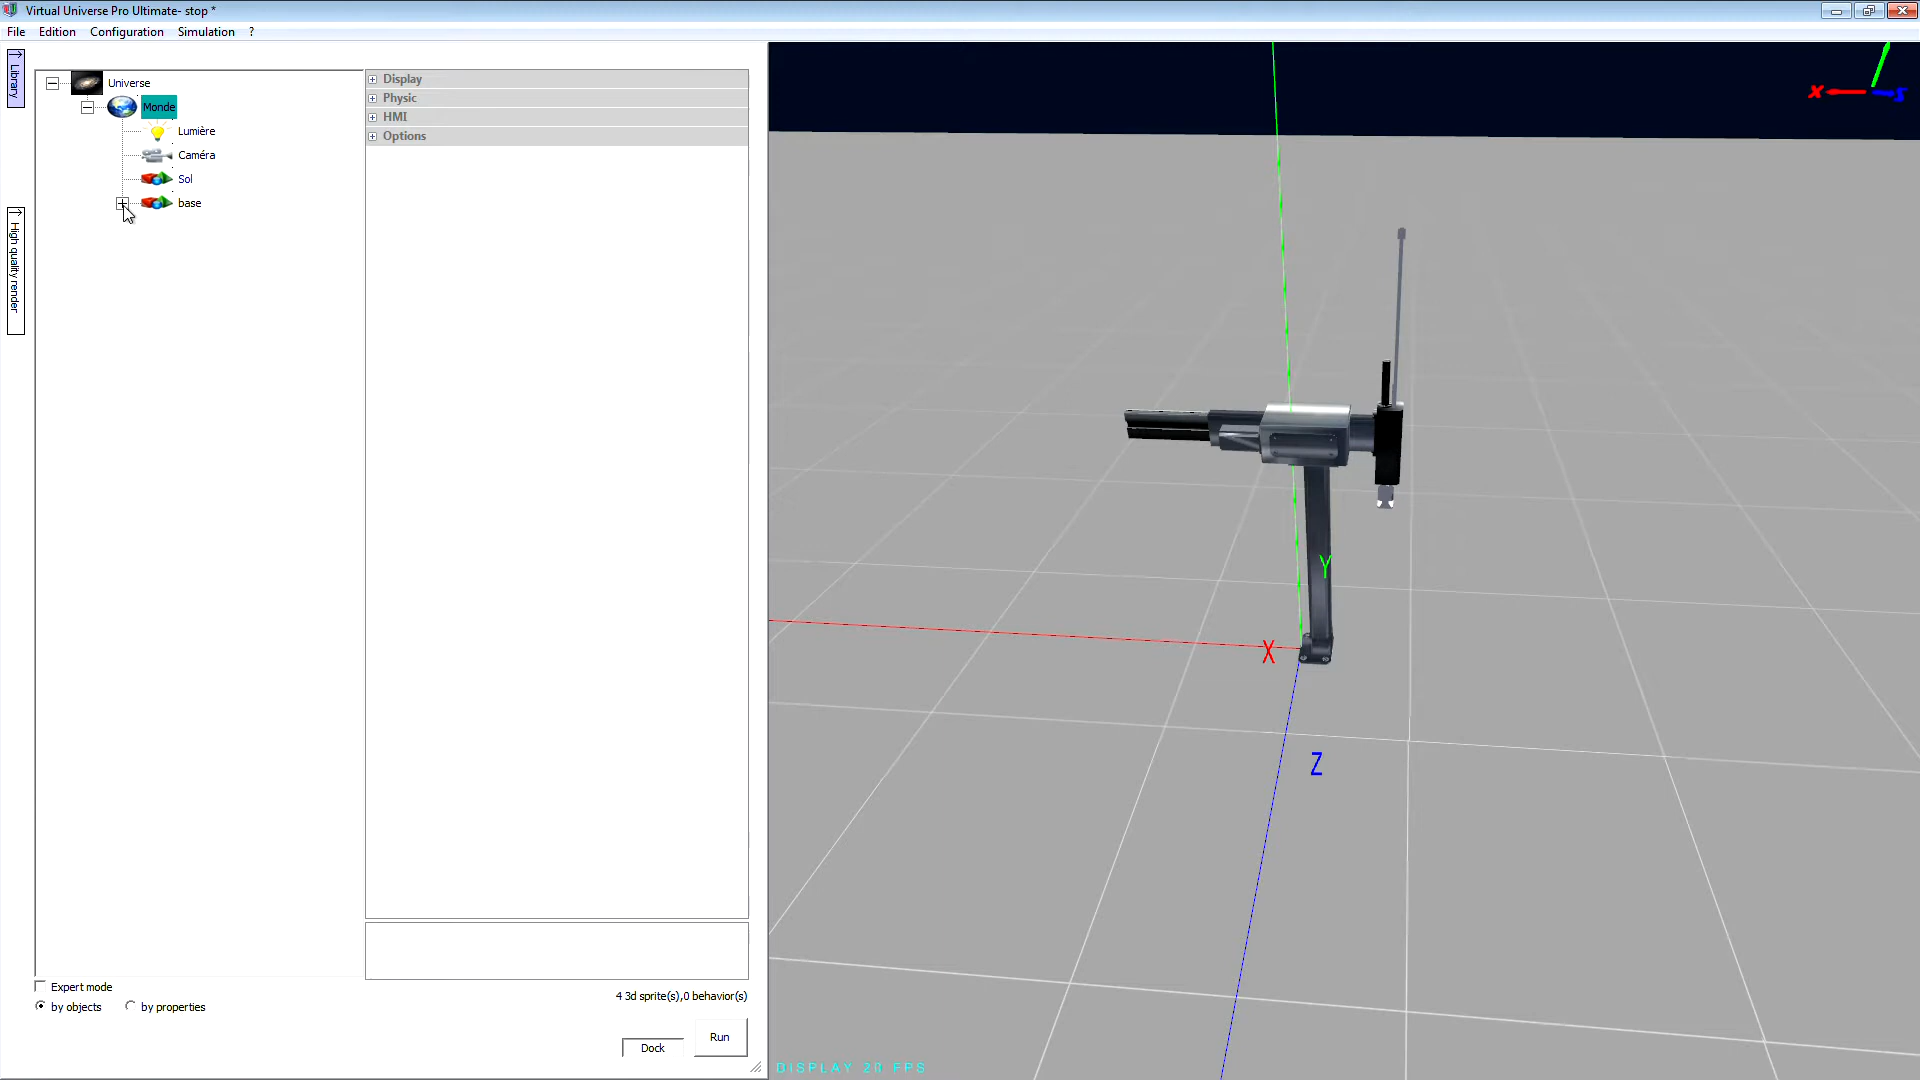 Virtual Universe Pro Ultimate- stop *
File Edition Configuration Simulation ?
Library
High quality render
Universe
Monde
Lumière
Caméra
Sol
base
Display
Physic
HMI
Options
Expert mode
by objects by properties
4 3d sprite(s),0 behavior(s)
Run
Dock
X
Y
X
Z
DISPLAY 20 FPS